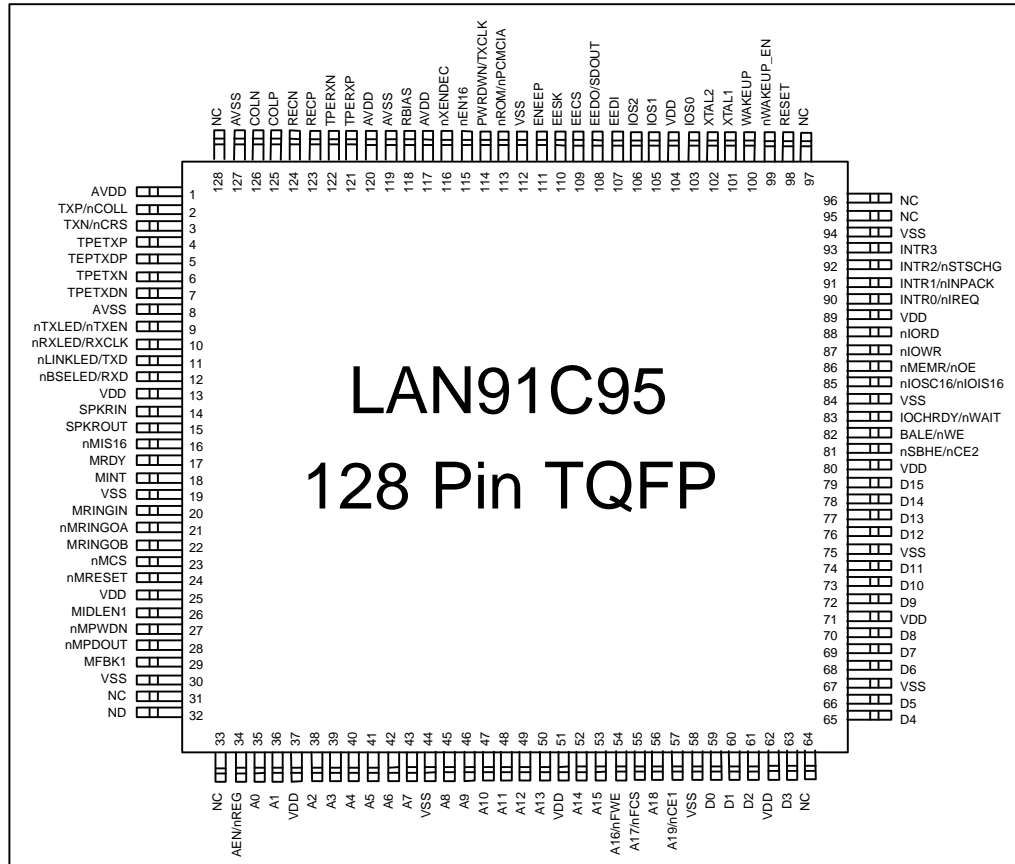 NC
AVSS
COLN
COLP
RECN
RECP
TPERXN
TPERXP
AVDD
AVSS
RBIAS
AVDD
nXENDEC
nEN16
PWRDWN/TXCLK
nROM/nPCMCIA
VSS
ENEEP
EESK
EECS
EEDO/SDOUT
EEDI
IOS2
IOS1
VDD
IOS0
XTAL2
XTAL1
WAKEUP
nWAKEUP_EN
RESET
NC
128
127
126
125
124
123
122
121
120
119
118
117
116
115
114
113
112
111
110
109
108
107
106
105
104
103
102
101
100
99
98
97
AVDD 1
TXP/nCOLL 2
TXN/nCRS 3
TPETXP 4
TEPTXDP 5
TPETXN 6
TPETXDN 7
AVSS 8
nTXLED/nTXEN 9
nRXLED/RXCLK 10
nLINKLED/TXD 11
nBSELED/RXD 12
VDD 13
SPKRIN 14
SPKROUT 15
nMIS16 16
MRDY 17
MINT 18
VSS 19
MRINGIN 20
nMRINGOA 21
MRINGOB 22
nMCS 23
nMRESET 24
VDD 25
MIDLEN1 26
nMPWDN 27
nMPDOUT 28
MFBK1 29
VSS 30
NC 31
ND 32
LAN91C95
128 Pin TQFP
96 NC
95 NC
94 VSS
93 INTR3
92 INTR2/nSTSCHG
91 INTR1/nINPACK
90 INTR0/nIREQ
89 VDD
88 nIORD
87 nIOWR
86 nMEMR/nOE
85 nIOSC16/nIOIS16
84 VSS
83 IOCHRDY/nWAIT
82 BALE/nWE
81 nSBHE/nCE2
80 VDD
79 D15
78 D14
77 D13
76 D12
75 VSS
74 D11
73 D10
72 D9
71 VDD
70 D8
69 D7
68 D6
67 VSS
66 D5
65 D4
33
34
35
36
37
38
39
40
41
42
43
44
45
46
47
48
49
50
51
52
53
54
55
56
57
58
59
60
61
62
63
64
NC
AEN/nREG
A0
A1
VDD
A2
A3
A4
A5
A6
A7
VSS
A8
A9
A10
A11
A12
A13
VDD
A14
A15
A16/nFWE
A17/nFCS
A18
A19/nCE1
VSS
D0
D1
D2
VDD
D3
NC